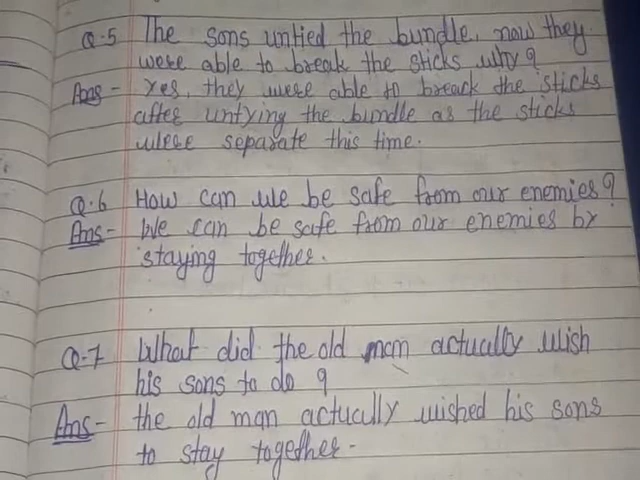 Q.5 The sons untied the bundle, now they
were able to break the sticks why?
Ans- Yes, they were able to break the sticks
after untying the bundle as the sticks
were separate this time.
Q.6 How can we be safe from our enemies?
Ans- We can be safe from our enemies by
staying together.
Q.7 What did the old man actually wish
his sons to do?
Ans- the old man actually wished his sons
to stay together.